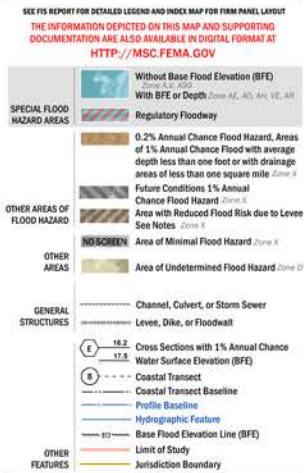 SEE FIS REPORT FOR DETAILED LEGEND AND INDEX MAP FOR FIRM PANEL LAYOUT
THE INFORMATION DEPICTED ON THIS MAP AND SUPPORTING
DOCUMENTATION ARE ALSO AVAILABLE IN DIGITAL FORMAT AT
HTTP://MSC.FEMA.GOV
SPECIAL FLOOD
HAZARD AREAS
Without Base Flood Elevation (BFE)
Zone A, V, A99
With BFE or Depth Zone AE, AO, AH, VE, AR
Regulatory Floodway
OTHER AREAS OF
FLOOD HAZARD
0.2% Annual Chance Flood Hazard, Areas
of 1% Annual Chance Flood with average
depth less than one foot or with drainage
areas of less than one square mile Zone X
Future Conditions 1% Annual
Chance Flood Hazard Zone X
Area with Reduced Flood Risk due to Levee
See Notes Zone X
OTHER
AREAS
NO SCREEN Area of Minimal Flood Hazard Zone X
Area of Undetermined Flood Hazard Zone D
GENERAL
STRUCTURES
Channel, Culvert, or Storm Sewer
Levee, Dike, or Floodwall
E 18.2 Cross Sections with 1% Annual Chance
17.5 Water Surface Elevation (BFE)
8 Coastal Transect
Coastal Transect Baseline
Profile Baseline
Hydrographic Feature
513 Base Flood Elevation Line (BFE)
OTHER
FEATURES
Limit of Study
Jurisdiction Boundary